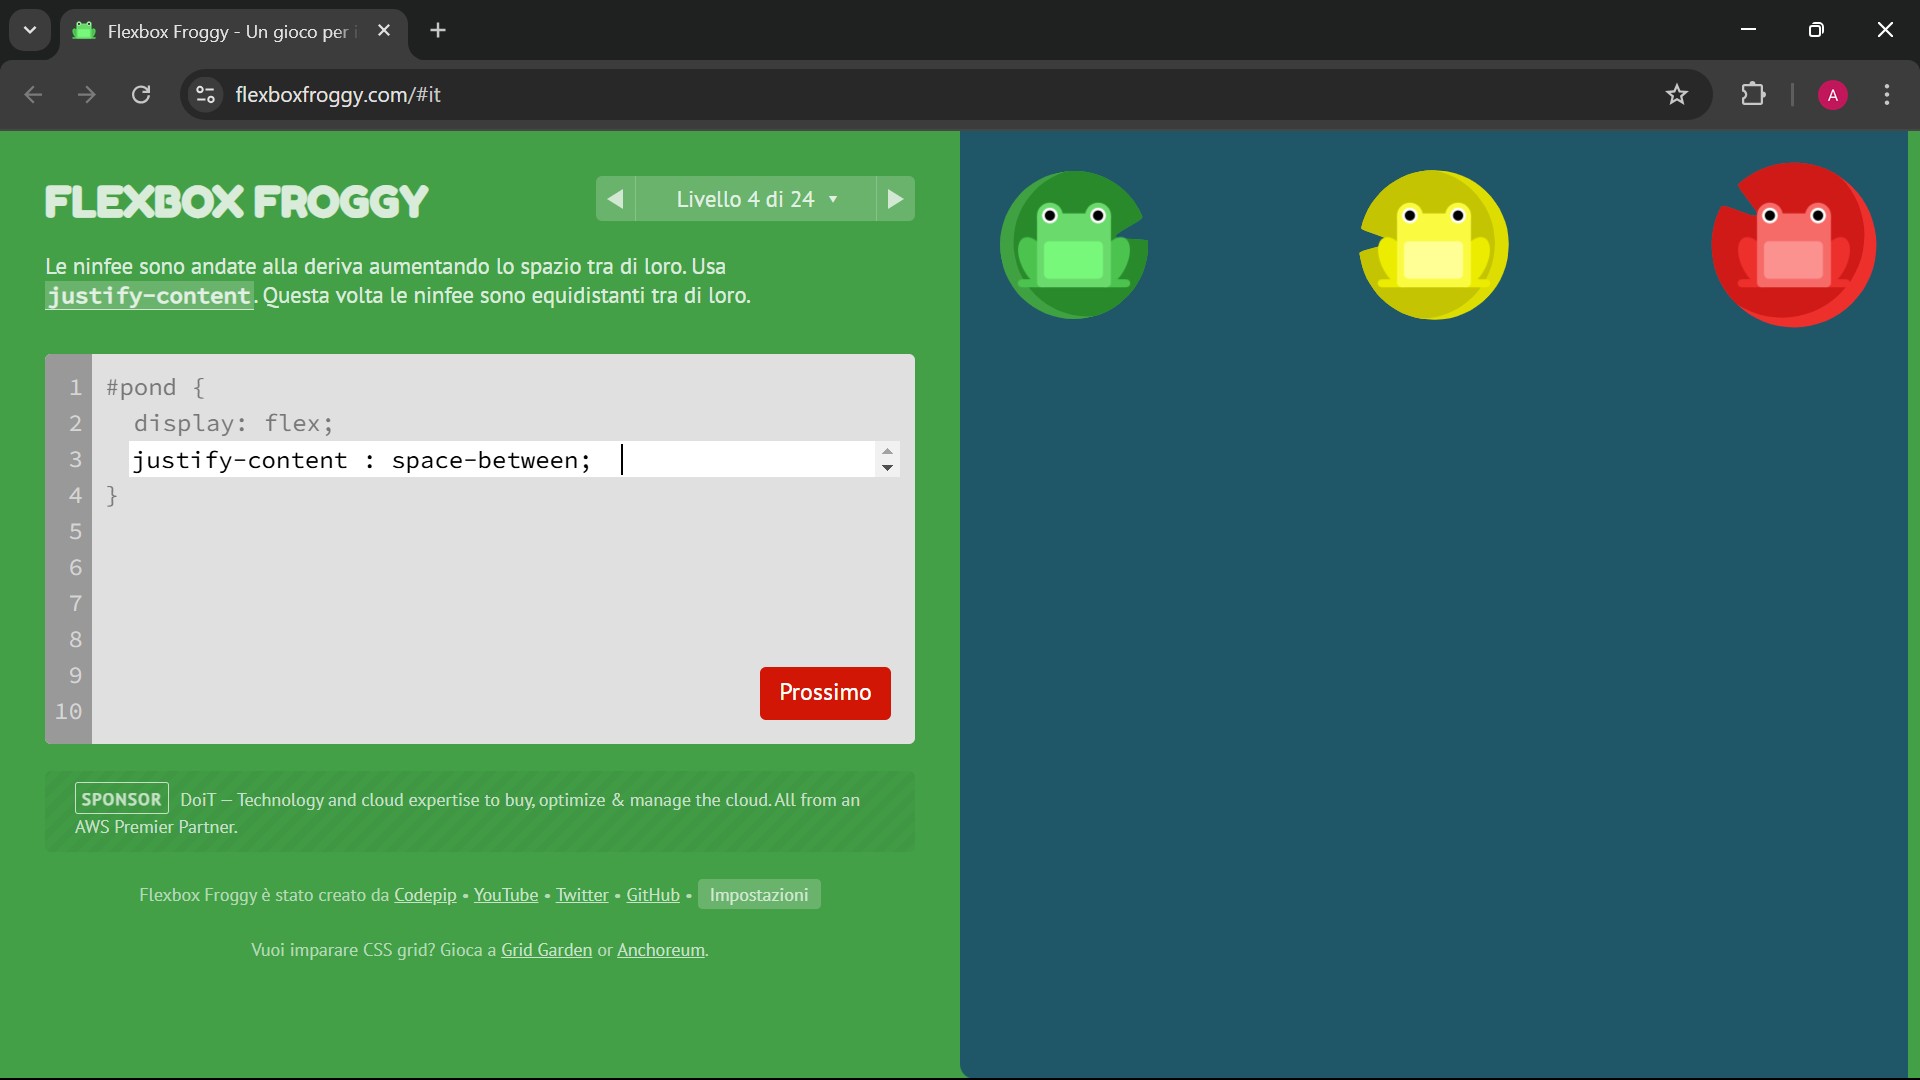 Flexbox Froggy - Un gioco per i
flexboxfroggy.com/#it
A
FLEXBOX FROGGY
Livello 4 di 24
Le ninfee sono andate alla deriva aumentando lo spazio tra di loro. Usa
justify-content. Questa volta le ninfee sono equidistanti tra di loro.
1 #pond {
2 display: flex;
3 justify-content : space-between;
4 }
5
6
7
8
9
10
Prossimo
SPONSOR DoiT – Technology and cloud expertise to buy, optimize & manage the cloud. All from an
AWS Premier Partner.
Flexbox Froggy è stato creato da Codepip • YouTube • Twitter • GitHub • Impostazioni
Vuoi imparare CSS grid? Gioca a Grid Garden or Anchoreum.